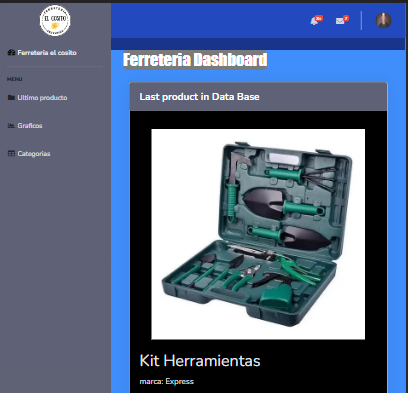 EL COSITO
Ferreteria el cosito
MENU
Ultimo producto
Graficos
Categorias
Ferreteria Dashboard
Last product in Data Base
Kit Herramientas
marca: Express